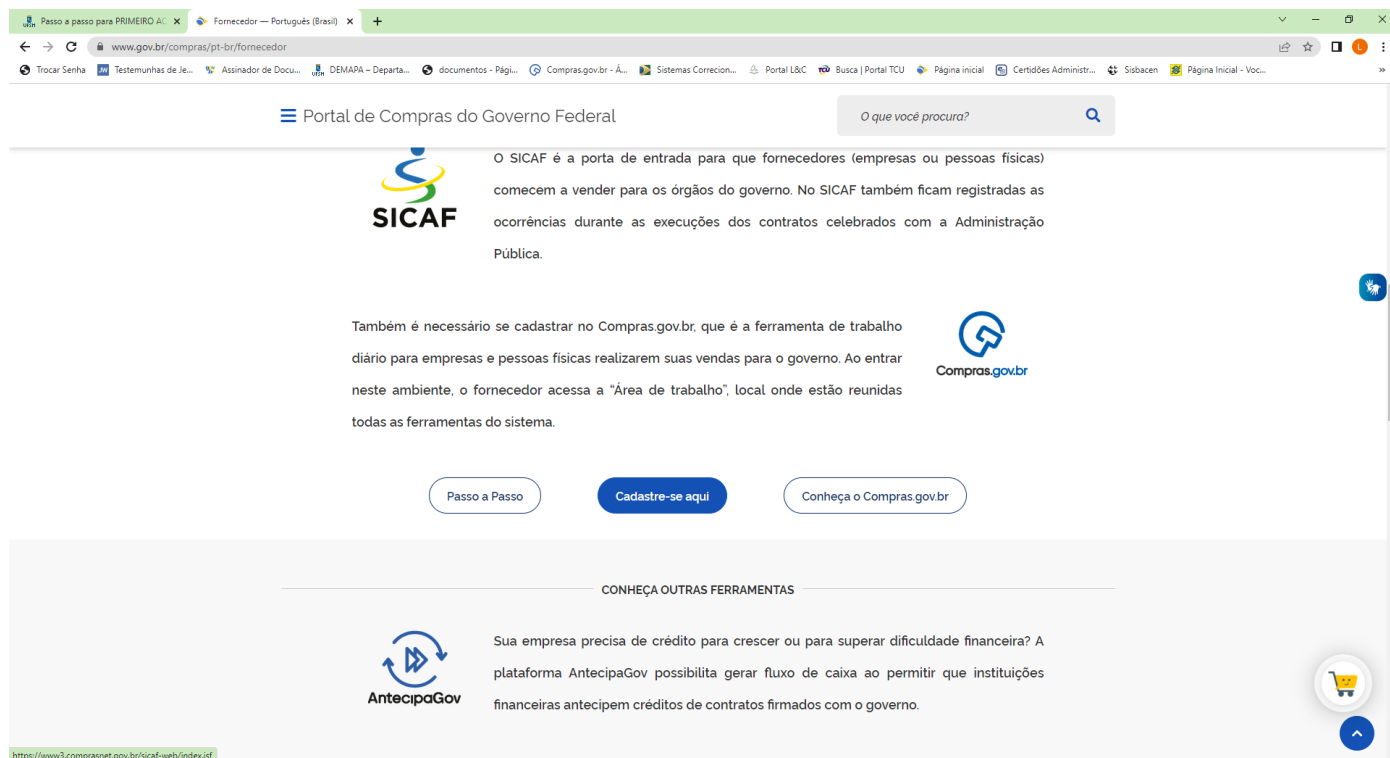 Passo a passo para PRIMEIRO AC
Fornecedor — Português (Brasil)
www.gov.br/compras/pt-br/fornecedor
Trocar Senha
Testemunhas de Je...
Assinador de Docu...
DEMAPA – Departa...
documentos - Pági...
Compras.gov.br - Á...
Sistemas Correcion...
Portal L&C
Busca | Portal TCU
Página inicial
Certidões Administr...
Sisbacen
Página Inicial - Voc...
»
L
Portal de Compras do Governo Federal
O que você procura?
SICAF
O SICAF é a porta de entrada para que fornecedores (empresas ou pessoas físicas)
comecem a vender para os órgãos do governo. No SICAF também ficam registradas as
ocorrências durante as execuções dos contratos celebrados com a Administração
Pública.
Também é necessário se cadastrar no Compras.gov.br, que é a ferramenta de trabalho
diário para empresas e pessoas físicas realizarem suas vendas para o governo. Ao entrar
neste ambiente, o fornecedor acessa a “Área de trabalho”, local onde estão reunidas
todas as ferramentas do sistema.
Compras.gov.br
Passo a Passo
Cadastre-se aqui
Conheça o Compras.gov.br
CONHEÇA OUTRAS FERRAMENTAS
AntecipaGov
Sua empresa precisa de crédito para crescer ou para superar dificuldade financeira? A
plataforma AntecipaGov possibilita gerar fluxo de caixa ao permitir que instituições
financeiras antecipem créditos de contratos firmados com o governo.
https://www3.comprasnet.gov.br/sicaf-web/index.jsf